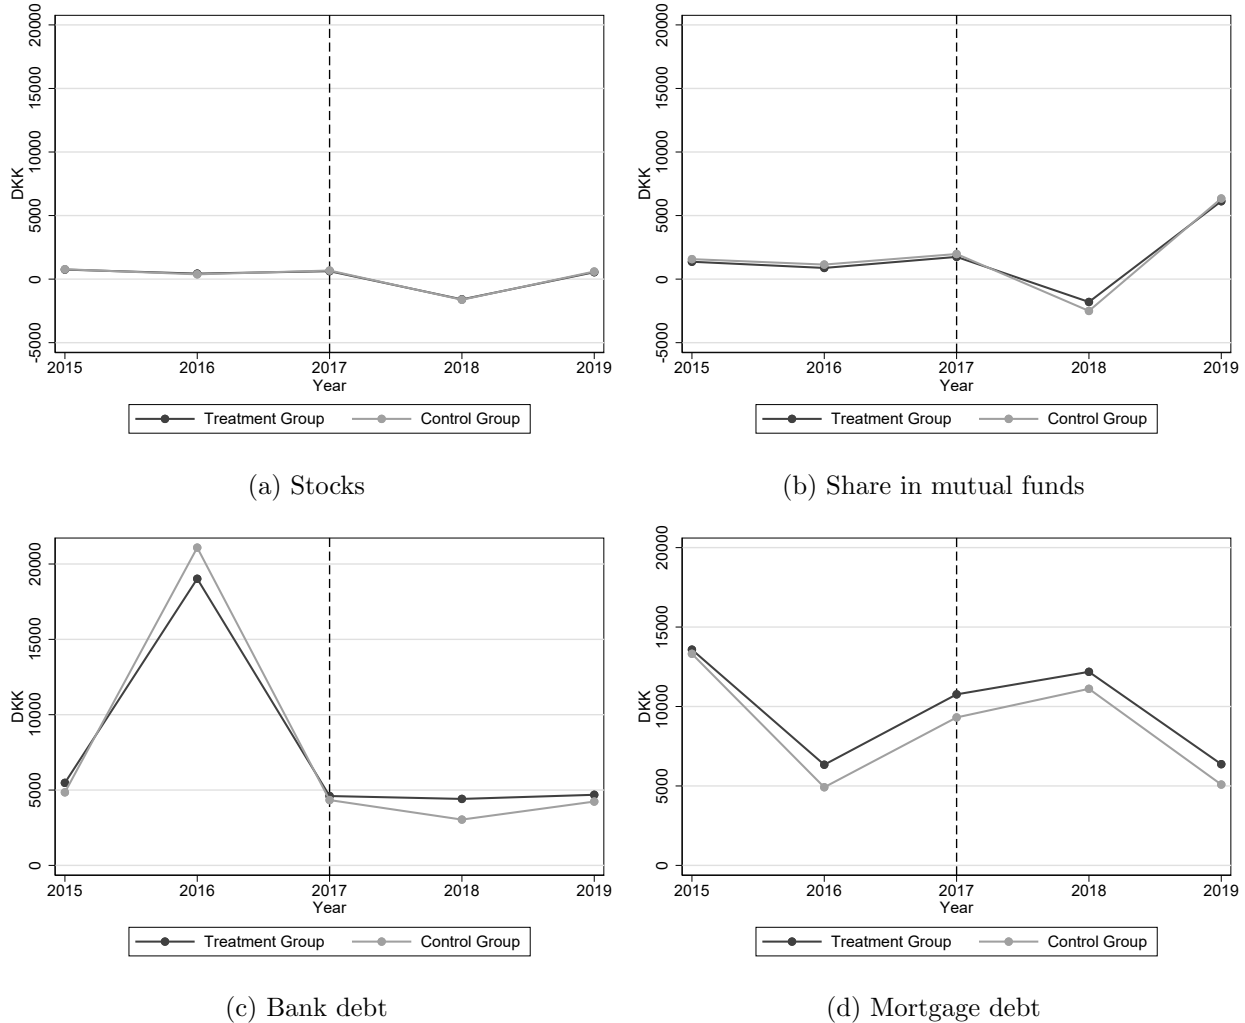 20000
15000
10000
5000
0
-5000
DKK
2015 2016 2017 2018 2019
Year
Treatment Group Control Group
(a) Stocks
20000
15000
10000
5000
0
-5000
DKK
2015 2016 2017 2018 2019
Year
Treatment Group Control Group
(b) Share in mutual funds
20000
15000
10000
5000
0
DKK
2015 2016 2017 2018 2019
Year
Treatment Group Control Group
(c) Bank debt
20000
15000
10000
5000
0
DKK
2015 2016 2017 2018 2019
Year
Treatment Group Control Group
(d) Mortgage debt